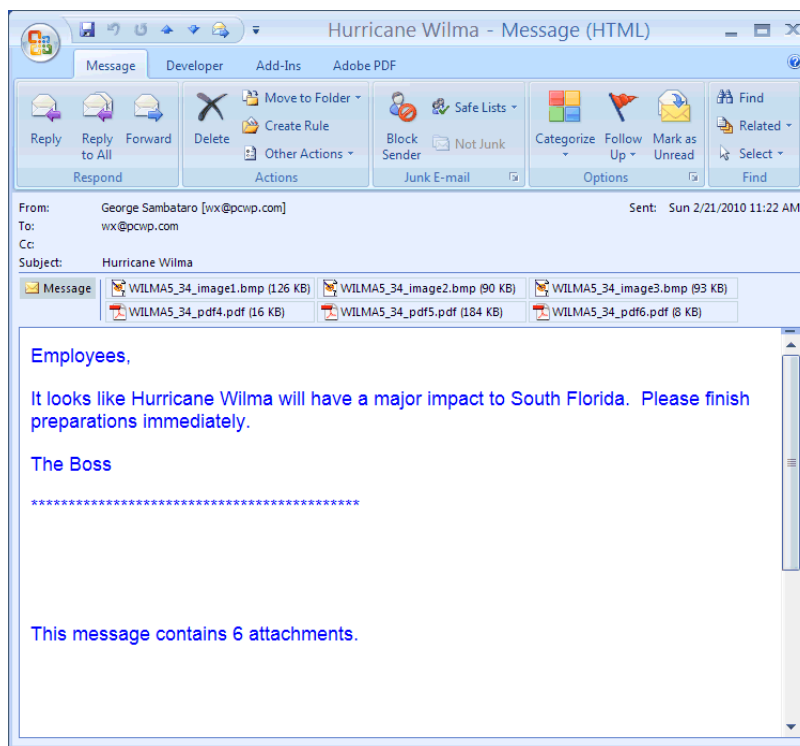 Hurricane Wilma - Message (HTML)
Message Developer Add-Ins Adobe PDF
Reply Reply to All Forward
Respond
Delete Move to Folder Create Rule Other Actions
Actions
Block Sender Safe Lists Not Junk
Junk E-mail
Categorize Follow Up Mark as Unread
Options
Find Related Select
Find
From: George Sambataro [wx@pcwp.com] Sent: Sun 2/21/2010 11:22 AM
To: wx@pcwp.com
Cc:
Subject: Hurricane Wilma
Message WILMA5_34_image1.bmp (126 KB) WILMA5_34_image2.bmp (90 KB) WILMA5_34_image3.bmp (93 KB)
WILMA5_34_pdf4.pdf (16 KB) WILMA5_34_pdf5.pdf (184 KB) WILMA5_34_pdf6.pdf (8 KB)
Employees,
It looks like Hurricane Wilma will have a major impact to South Florida. Please finish
preparations immediately.
The Boss
********************************************
This message contains 6 attachments.